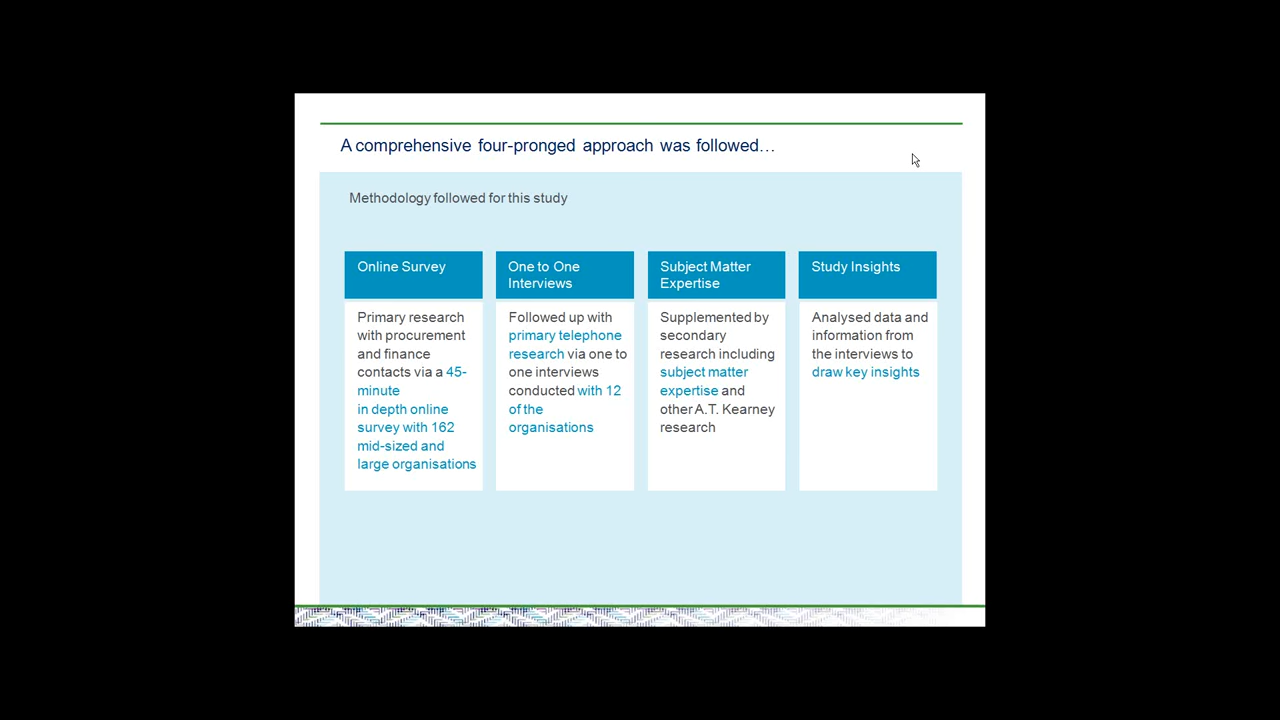 A comprehensive four-pronged approach was followed…
Methodology followed for this study
Online Survey
Primary research
with procurement
and finance
contacts via a 45-
minute
in depth online
survey with 162
mid-sized and
large organisations
One to One
Interviews
Followed up with
primary telephone
research via one to
one interviews
conducted with 12
of the
organisations
Subject Matter
Expertise
Supplemented by
secondary
research including
subject matter
expertise and
other A.T. Kearney
research
Study Insights
Analysed data and
information from
the interviews to
draw key insights